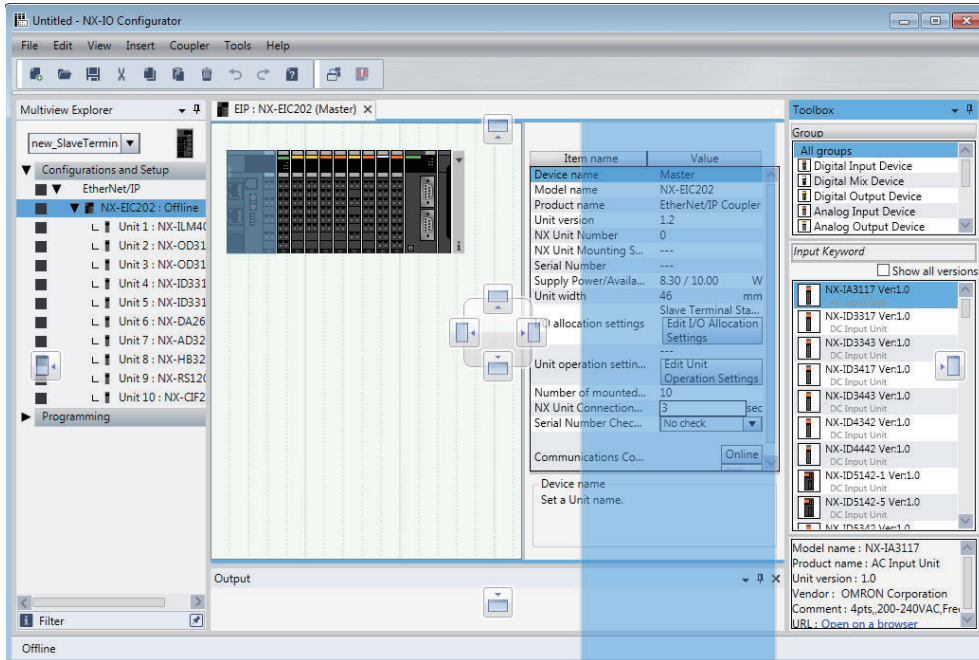 Untitled - NX-IO Configurator
File Edit View Insert Coupler Tools Help
Multiview Explorer
new_SlaveTermin
Configurations and Setup
EtherNet/IP
NX-EIC202 : Offline
Unit 1 : NX-ILM40
Unit 2 : NX-OD31
Unit 3 : NX-OD31
Unit 4 : NX-ID331
Unit 5 : NX-ID331
Unit 6 : NX-DA26
Unit 7 : NX-AD32
Unit 8 : NX-HB32
Unit 9 : NX-RS120
Unit 10 : NX-CIF2
Programming
Filter
EIP : NX-EIC202 (Master) X
Item name Value
Device name Master
Model name NX-EIC202
Product name EtherNet/IP Coupler
Unit version 1.2
NX Unit Number 0
NX Unit Mounting S... ---
Serial Number ---
Supply Power/Availa... 8.30 / 10.00 W
Unit width 46 mm
Slave Terminal Sta...
I/O allocation settings Edit I/O Allocation
Settings
---
Unit operation settin... Edit Unit
Operation Settings
Number of mounted... 10
NX Unit Connection... 3 sec
Serial Number Chec... No check
Communications Co... Online
Device name
Set a Unit name.
Output
Toolbox
Group
All groups
Digital Input Device
Digital Mix Device
Digital Output Device
Analog Input Device
Analog Output Device
Input Keyword
Show all versions
NX-IA3117 Ver:1.0
AC Input Unit
NX-ID3317 Ver:1.0
DC Input Unit
NX-ID3343 Ver:1.0
DC Input Unit
NX-ID3417 Ver:1.0
DC Input Unit
NX-ID3443 Ver:1.0
DC Input Unit
NX-ID4342 Ver:1.0
DC Input Unit
NX-ID4442 Ver:1.0
DC Input Unit
NX-ID5142-1 Ver:1.0
DC Input Unit
NX-ID5142-5 Ver:1.0
DC Input Unit
NX-ID5342 Ver:1.0
Model name : NX-IA3117
Product name : AC Input Unit
Unit version : 1.0
Vendor : OMRON Corporation
Comment : 4pts,,200-240VAC,Free
URL : Open on a browser
Offline